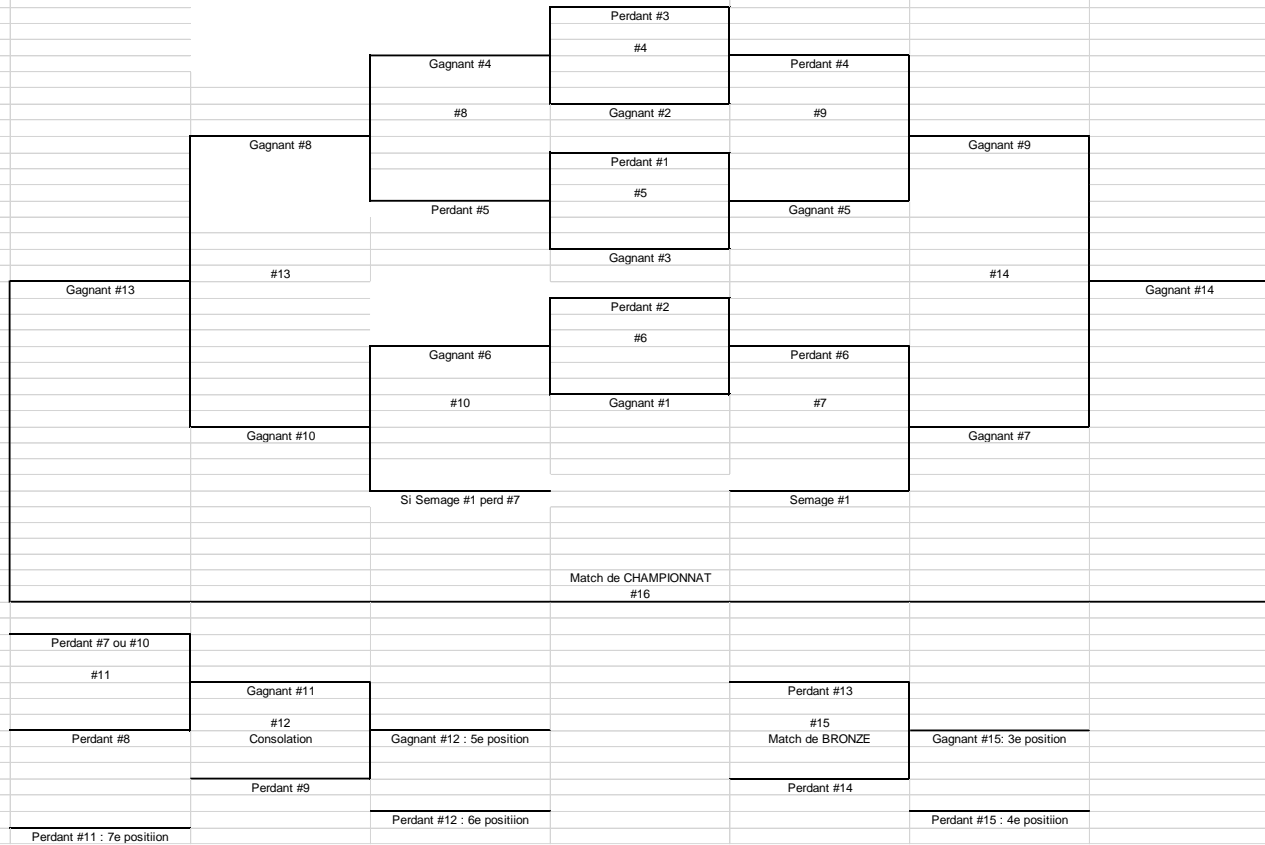 Perdant #3
#4
Gagnant #4
Perdant #4
#8
Gagnant #2
#9
Gagnant #8
Gagnant #9
Perdant #1
#5
Perdant #5
Gagnant #5
Gagnant #3
#13
#14
Gagnant #13
Gagnant #14
Perdant #2
#6
Gagnant #6
Perdant #6
#10
Gagnant #1
#7
Gagnant #10
Gagnant #7
Si Semage #1 perd #7
Semage #1
Match de CHAMPIONNAT
#16
Perdant #7 ou #10
#11
Gagnant #11
Perdant #13
#12
#15
Perdant #8
Consolation
Gagnant #12 : 5e position
Match de BRONZE
Gagnant #15: 3e position
Perdant #9
Perdant #14
Perdant #12 : 6e positiion
Perdant #15 : 4e positiion
Perdant #11 : 7e positiion